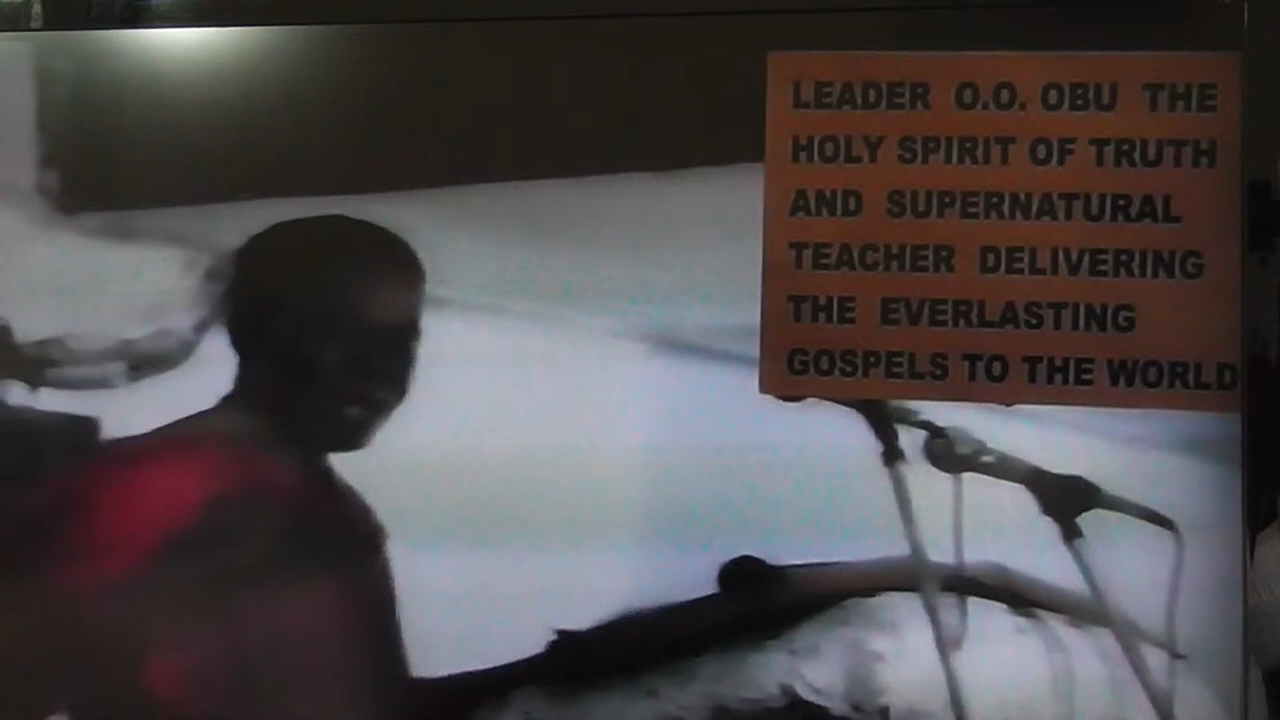 LEADER O.O. OBU THE
HOLY SPIRIT OF TRUTH
AND SUPERNATURAL
TEACHER DELIVERING
THE EVERLASTING
GOSPELS TO THE WORLD